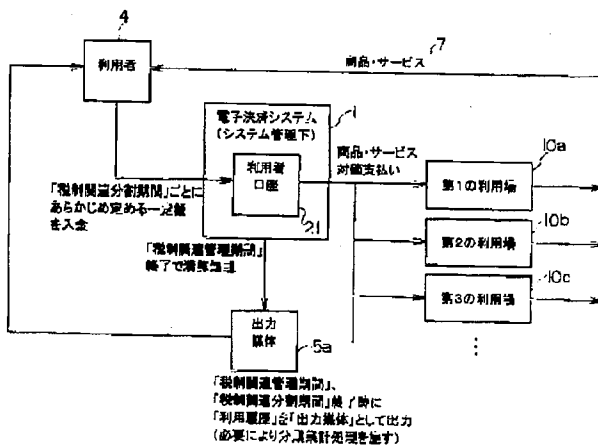 4
7
利用者
商品・サービス
1
電子決済システム
(システム管理下)
利用者
口座
21
商品・サービス
対価支払い
10a
第1の利用場
10b
第2の利用場
10c
第3の利用場
「税制関連分割期間」ごとに
あらかじめ定める一定額
を入金
「税制関連管理期間」
終了で清算処理
出力
媒体
5a
「税制関連管理期間」、
「税制関連分割期間」終了時に
「利用履歴」を「出力媒体」として出力
(必要により分類集計処理を施す)